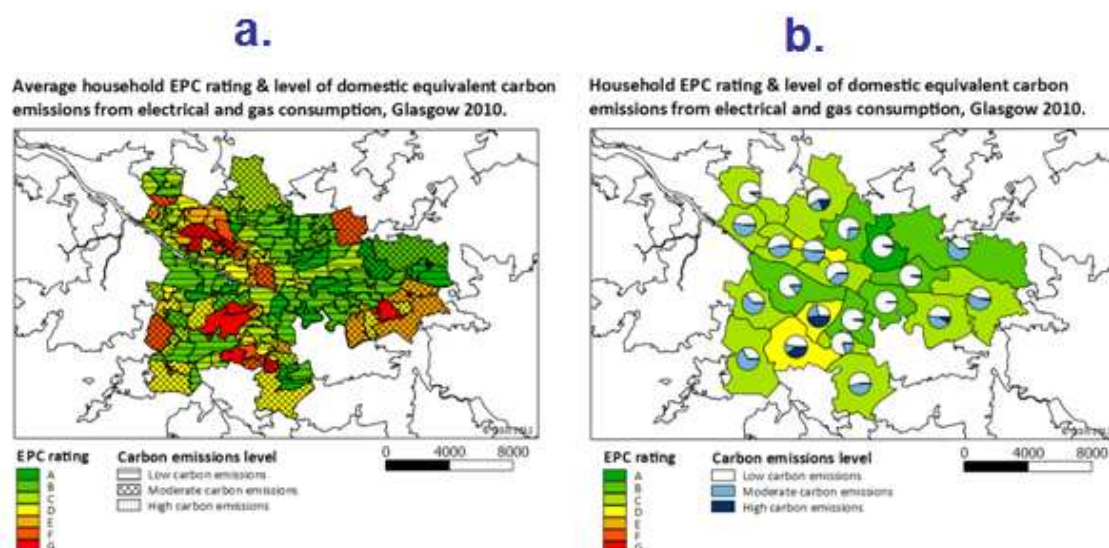 a.
Average household EPC rating & level of domestic equivalent carbon
emissions from electrical and gas consumption, Glasgow 2010.
EPC rating
A
B
C
D
E
F
G
Carbon emissions level
Low carbon emissions
Moderate carbon emissions
High carbon emissions
0 4000 8000
b.
Household EPC rating & level of domestic equivalent carbon
emissions from electrical and gas consumption, Glasgow 2010.
EPC rating
A
B
C
D
E
F
G
Carbon emissions level
Low carbon emissions
Moderate carbon emissions
High carbon emissions
0 4000 8000